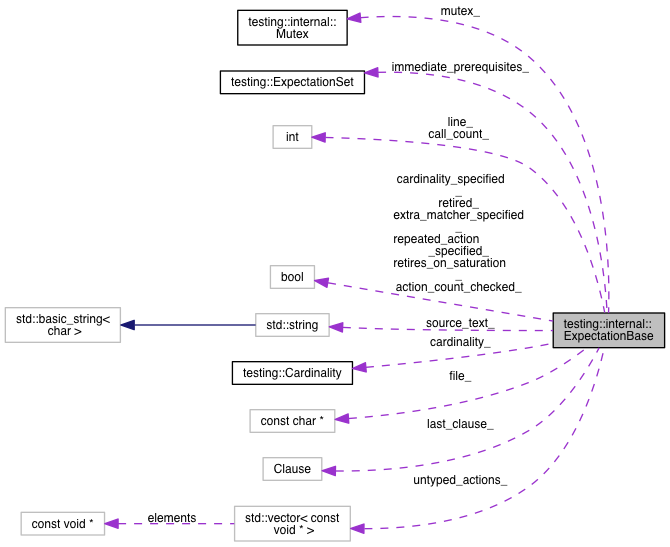 mutex_
testing::internal::
Mutex
immediate_prerequisites_
testing::ExpectationSet
line_
call_count_
int
cardinality_specified
_
retired_
extra_matcher_specified
_
repeated_action
_specified_
retires_on_saturation
_
action_count_checked_
bool
std::basic_string<
char >
std::string
source_text_
testing::internal::
ExpectationBase
cardinality_
testing::Cardinality
file_
const char *
last_clause_
Clause
untyped_actions_
const void *
elements
std::vector< const
void * >